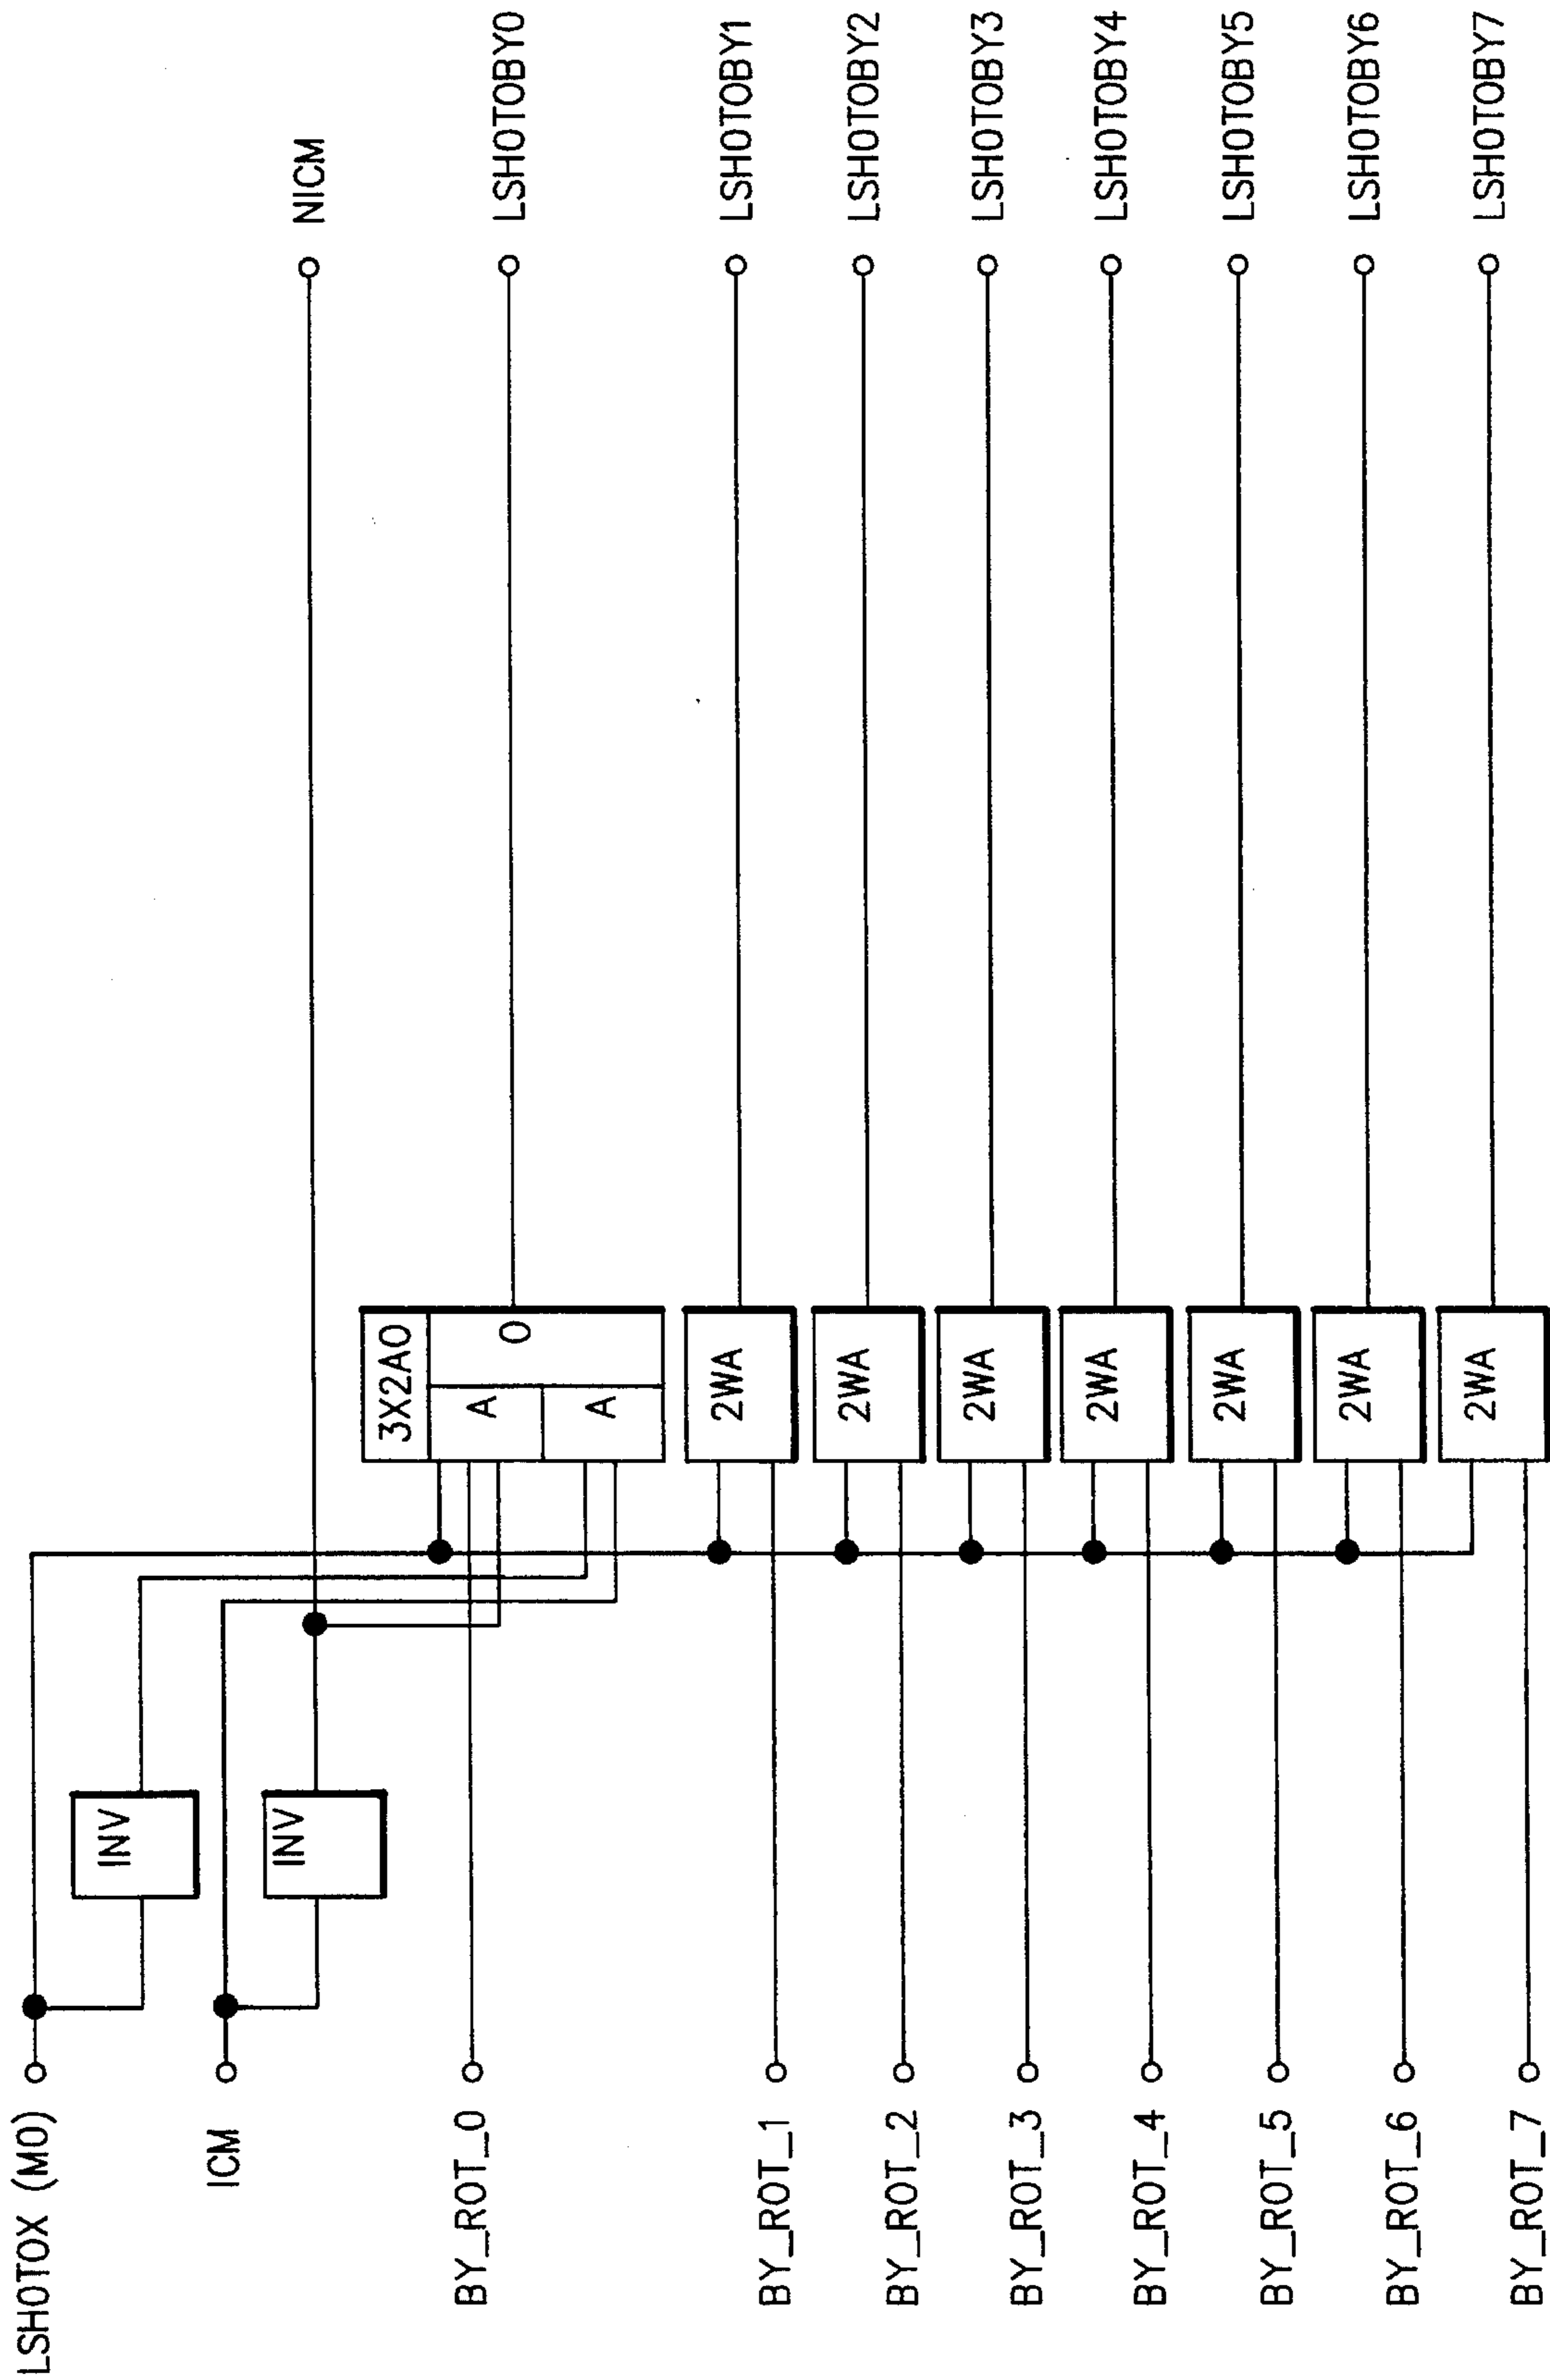 LSHOTOX (M0)
ICM
BY_ROT_0
BY_ROT_1
BY_ROT_2
BY_ROT_3
BY_ROT_4
BY_ROT_5
BY_ROT_6
BY_ROT_7
INV
INV
3X2AO
A
A
O
2WA
2WA
2WA
2WA
2WA
2WA
2WA
NICM
LSHOTOBY0
LSHOTOBY1
LSHOTOBY2
LSHOTOBY3
LSHOTOBY4
LSHOTOBY5
LSHOTOBY6
LSHOTOBY7